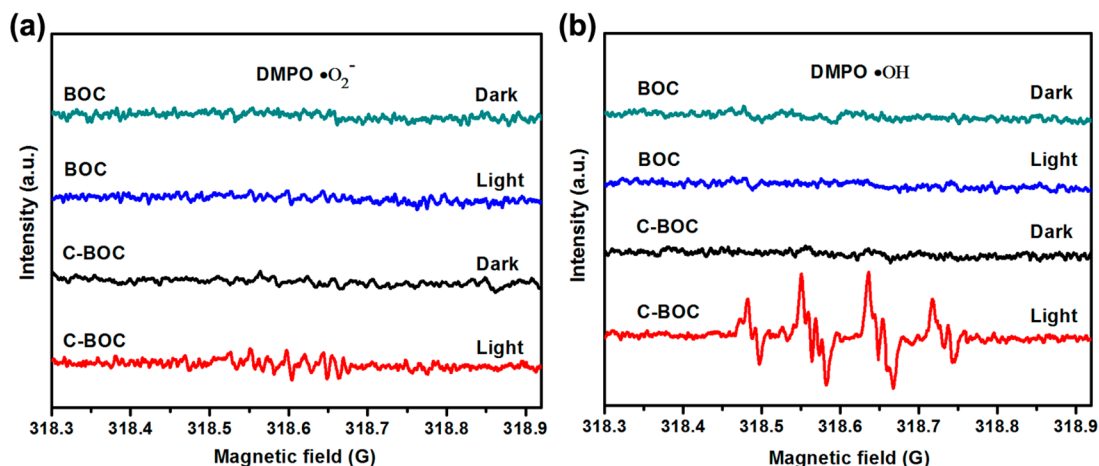 (a)
DMPO •O₂⁻
BOC Dark
BOC Light
C-BOC Dark
C-BOC Light
Intensity (a.u.)
318.3 318.4 318.5 318.6 318.7 318.8 318.9
Magnetic field (G)
(b)
DMPO •OH
BOC Dark
BOC Light
C-BOC Dark
C-BOC Light
Intensity (a.u.)
318.3 318.4 318.5 318.6 318.7 318.8 318.9
Magnetic field (G)